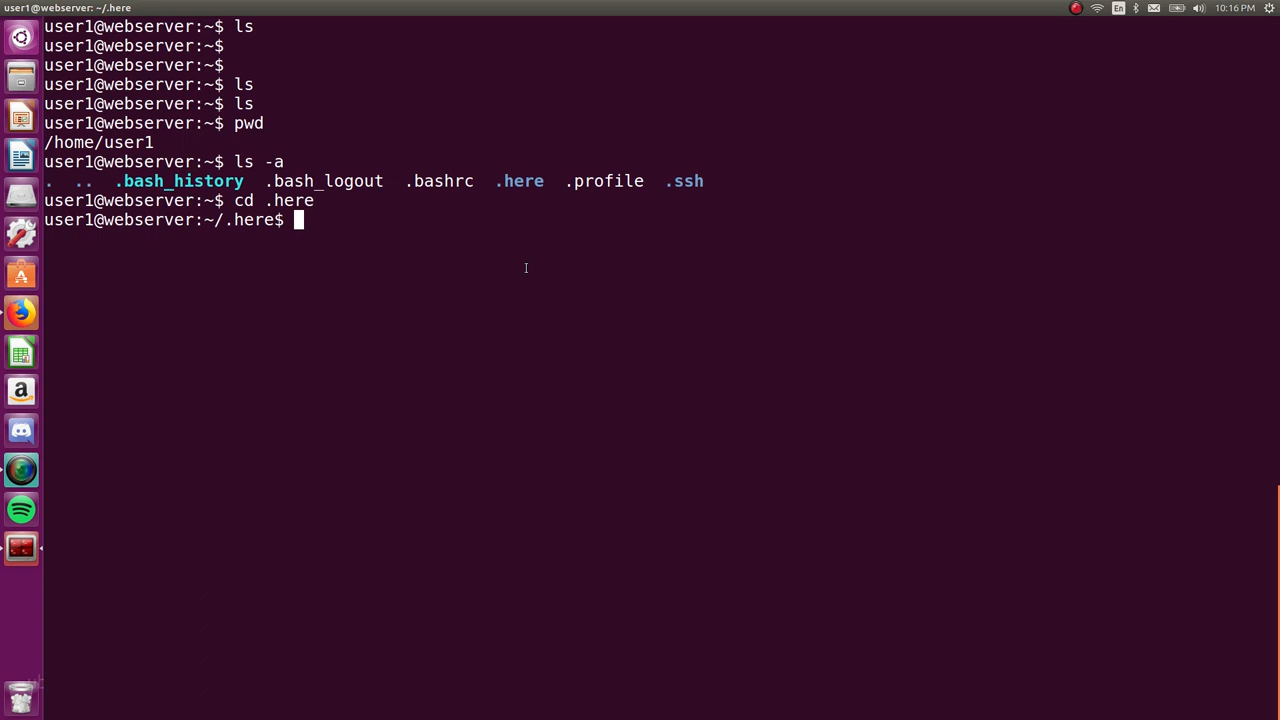 user1@webserver: ~/.here
En
10:16 PM
user1@webserver:~$ ls
user1@webserver:~$
user1@webserver:~$
user1@webserver:~$ ls
user1@webserver:~$ ls
user1@webserver:~$ pwd
/home/user1
user1@webserver:~$ ls -a
. .. .bash_history .bash_logout .bashrc .here .profile .ssh
user1@webserver:~$ cd .here
user1@webserver:~/.here$